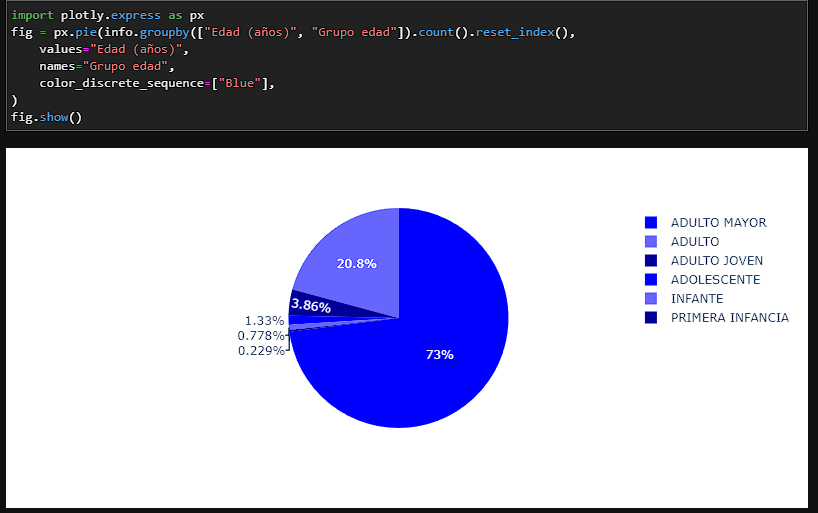 import plotly.express as px
fig = px.pie(info.groupby(["Edad (años)", "Grupo edad"]).count().reset_index(),
    values="Edad (años)",
    names="Grupo edad",
    color_discrete_sequence=["Blue"],
)
fig.show()
ADULTO MAYOR
ADULTO
ADULTO JOVEN
ADOLESCENTE
INFANTE
PRIMERA INFANCIA
20.8%
3.86%
1.33%
0.778%
0.229%
73%